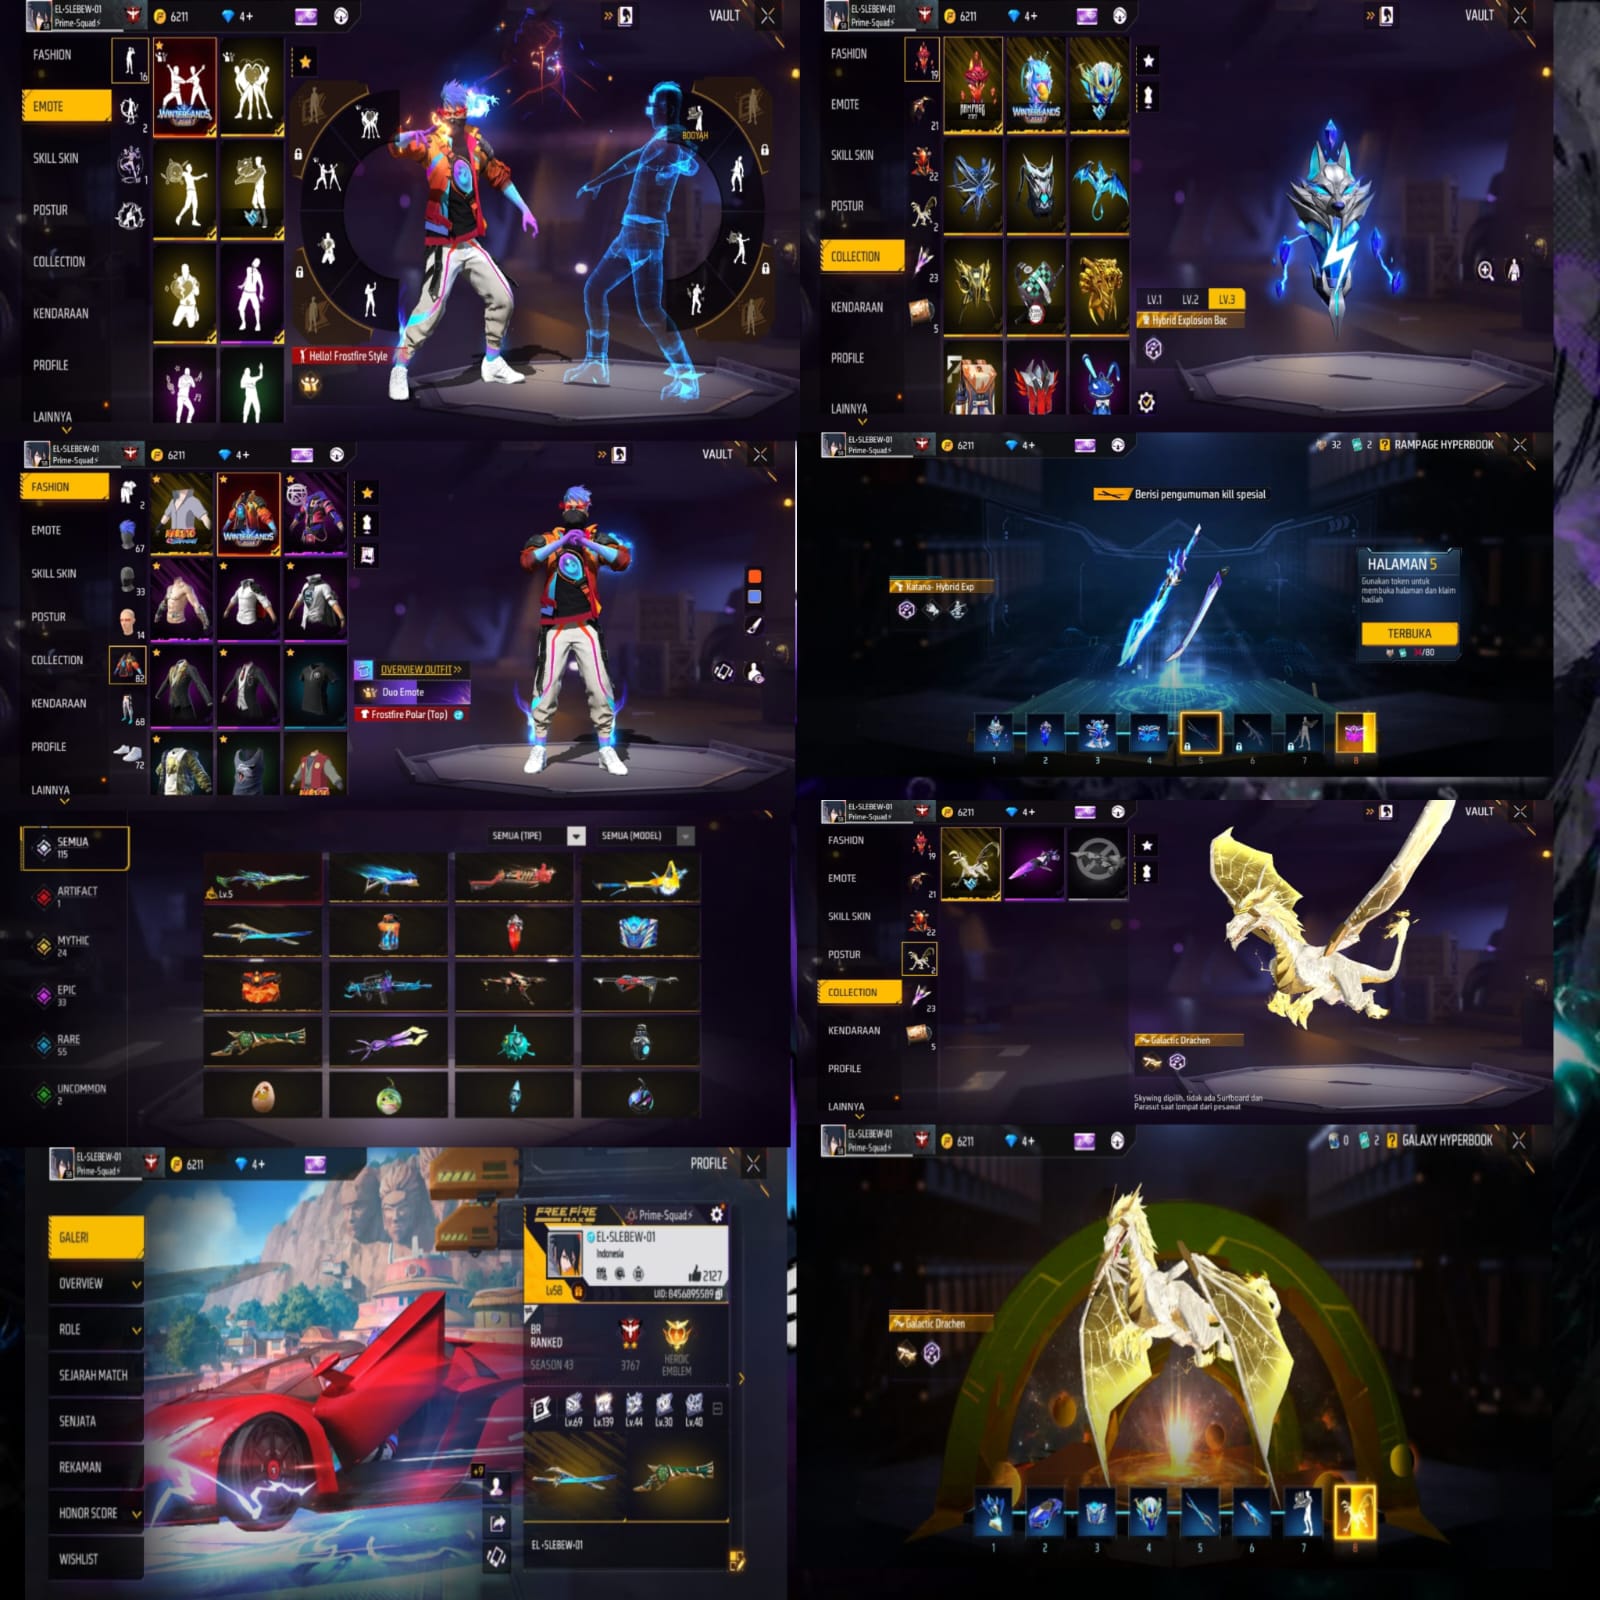 EL•SLEBEW-01
Prime-Squad⚡
6211
4+
VAULT
FASHION
EMOTE
SKILL SKIN
POSTUR
COLLECTION
KENDARAAN
PROFILE
LAINNYA
16
2
1
WINTERLANDS
BOOYAH
Hello! Frostfire Style
EL•SLEBEW-01
Prime-Squad⚡
6211
4+
VAULT
FASHION
EMOTE
SKILL SKIN
POSTUR
COLLECTION
KENDARAAN
PROFILE
LAINNYA
19
21
22
2
23
5
RAMPAGE
WINTERLANDS
LV.1
LV.2
LV.3
Hybrid Explosion Bac
EL•SLEBEW-01
Prime-Squad⚡
6211
4+
VAULT
FASHION
EMOTE
SKILL SKIN
POSTUR
COLLECTION
KENDARAAN
PROFILE
LAINNYA
2
67
33
14
82
68
72
NARUTO
WINTERLANDS
OVERVIEW OUTFIT >>
Duo Emote
Frostfire Polar (Top)
EL•SLEBEW-01
Prime-Squad⚡
6211
4+
32
2
RAMPAGE HYPERBOOK
Berisi pengumuman kill spesial
Katana- Hybrid Exp
HALAMAN 5
Gunakan token untuk
membuka halaman dan klaim
hadiah
TERBUKA
34/80
1 2 3 4 5 6 7 8
SEMUA
115
ARTIFACT
1
MYTHIC
24
EPIC
33
RARE
55
UNCOMMON
2
SEMUA (TIPE)
SEMUA (MODEL)
Lv.5
EL•SLEBEW-01
Prime-Squad⚡
6211
4+
VAULT
FASHION
EMOTE
SKILL SKIN
POSTUR
COLLECTION
KENDARAAN
PROFILE
LAINNYA
19
21
22
2
23
5
Galactic Drachen
Skywing dipilih, tidak ada Surfboard dan
Parasut saat lompat dari pesawat
EL•SLEBEW-01
Prime-Squad⚡
6211
4+
PROFILE
GALERI
OVERVIEW
ROLE
SEJARAH MATCH
SENJATA
REKAMAN
HONOR SCORE
WISHLIST
+9
FREE FIRE
MAX
Prime-Squad⚡
EL•SLEBEW-01
Indonesia
2127
Lv58
UID: 8456895589
BR
RANKED
SEASON 43
3767
HEROIC
EMBLEM
Lv.69
Lv.139
Lv.44
Lv.30
Lv.40
EL•SLEBEW-01
EL•SLEBEW-01
Prime-Squad⚡
6211
4+
0
2
GALAXY HYPERBOOK
Galactic Drachen
1 2 3 4 5 6 7 8